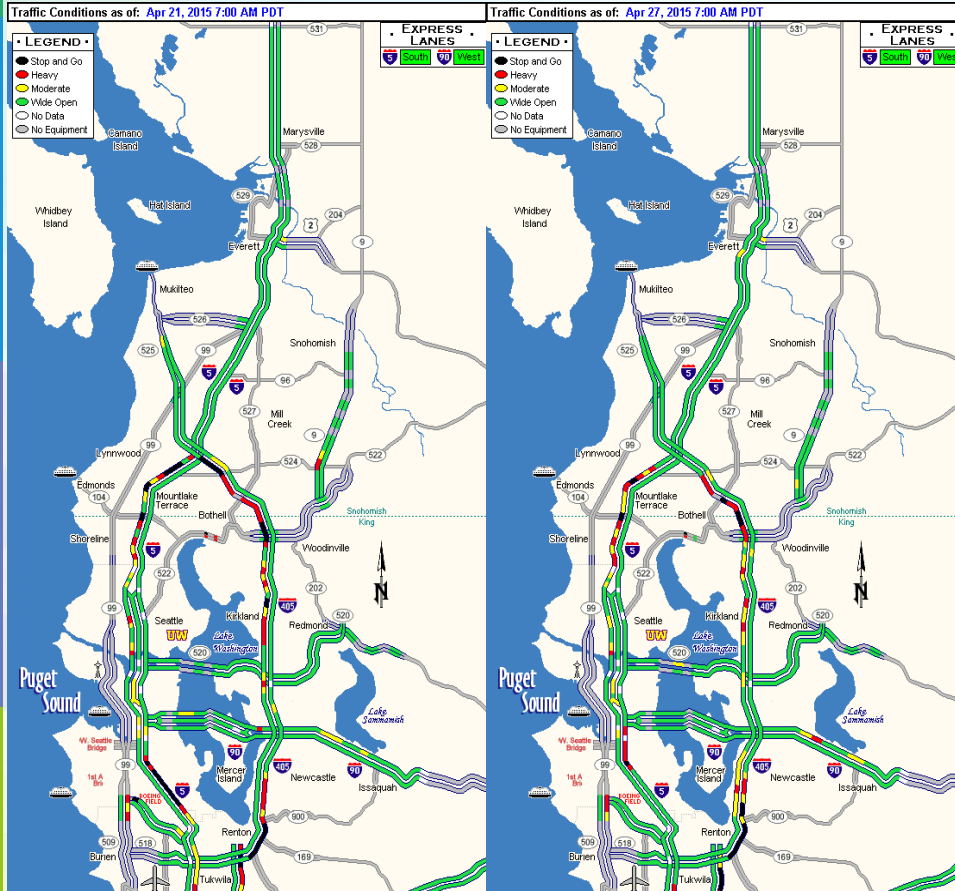 Traffic Conditions as of: Apr 21, 2015 7:00 AM PDT
· LEGEND ·
Stop and Go
Heavy
Moderate
Wide Open
No Data
No Equipment
· EXPRESS ·
LANES
5 South 90 West
531
Marysville
528
Camano
Island
529
Whidbey
Island
Hat Island
204
2
Everett
9
Mukilteo
526
525
99
Snohomish
5
5
96
527
Mill
Creek
9
99
Lynnwood
524
522
Edmonds
104
Mountlake
Terrace
Bothell
Snohomish
King
Shoreline
5
Woodinville
522
N
202
99
405
Kirkland
Seattle
UW
Lake
Washington
Redmond
520
520
Puget
Sound
Lake
Sammamish
W. Seattle
Bridge
90
99
Mercer
Island
405
90
Newcastle
1st A
Bri
5
Issaquah
BOEING
FIELD
900
Renton
509
518
Burien
169
Tukwila
Traffic Conditions as of: Apr 27, 2015 7:00 AM PDT
· LEGEND ·
Stop and Go
Heavy
Moderate
Wide Open
No Data
No Equipment
· EXPRESS
LANES
5 South 90 Wes
531
Marysville
528
Camano
Island
529
Whidbey
Island
Hat Island
204
2
Everett
9
Mukilteo
526
525
99
Snohomish
5
5
96
527
Mill
Creek
9
99
Lynnwood
524
522
Edmonds
104
Mountlake
Terrace
Bothell
Snohomish
King
Shoreline
5
Woodinville
522
N
202
99
405
Kirkland
Seattle
UW
Lake
Washington
Redmond
520
520
Puget
Sound
Lake
Sammamish
W. Seattle
Bridge
90
99
Mercer
Island
405
90
Newcastle
1st A
Bri
5
Issaquah
BOEING
FIELD
900
Renton
509
518
Burien
169
Tukwila